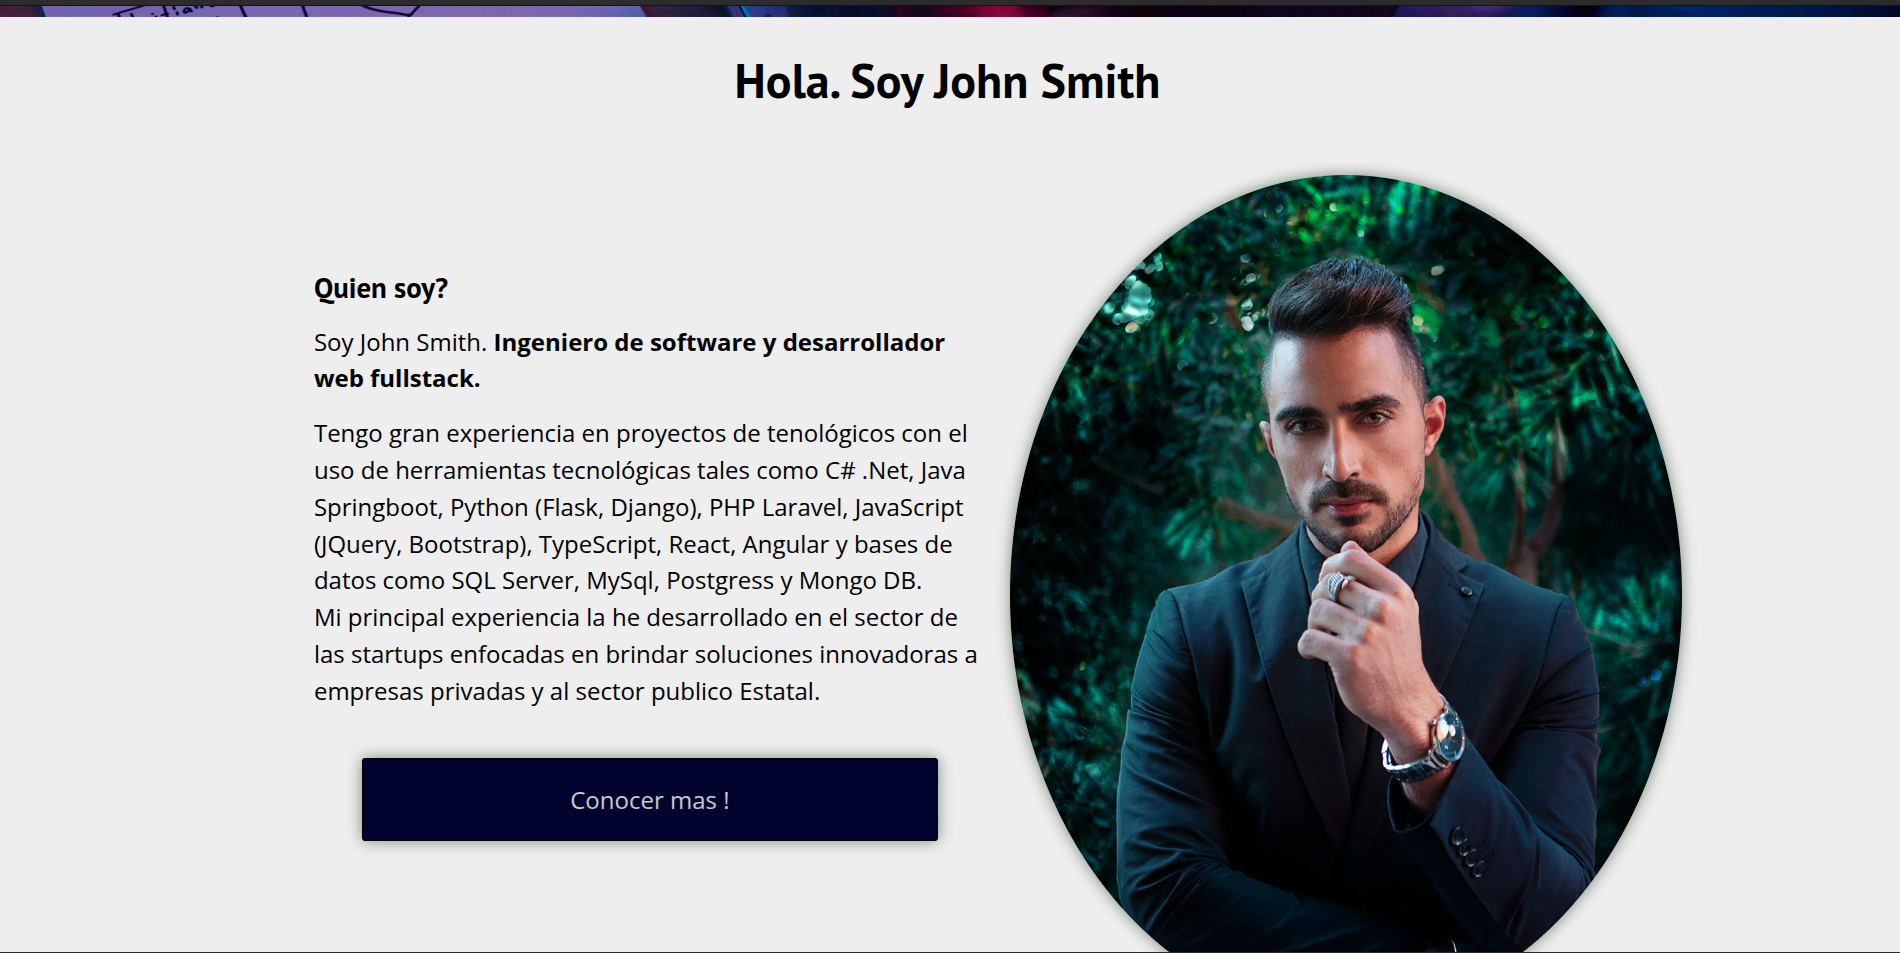 Hola. Soy John Smith
Quien soy?
Soy John Smith. Ingeniero de software y desarrollador
web fullstack.
Tengo gran experiencia en proyectos de tenológicos con el
uso de herramientas tecnológicas tales como C# .Net, Java
Springboot, Python (Flask, Django), PHP Laravel, JavaScript
(JQuery, Bootstrap), TypeScript, React, Angular y bases de
datos como SQL Server, MySql, Postgress y Mongo DB.
Mi principal experiencia la he desarrollado en el sector de
las startups enfocadas en brindar soluciones innovadoras a
empresas privadas y al sector publico Estatal.
Conocer mas !